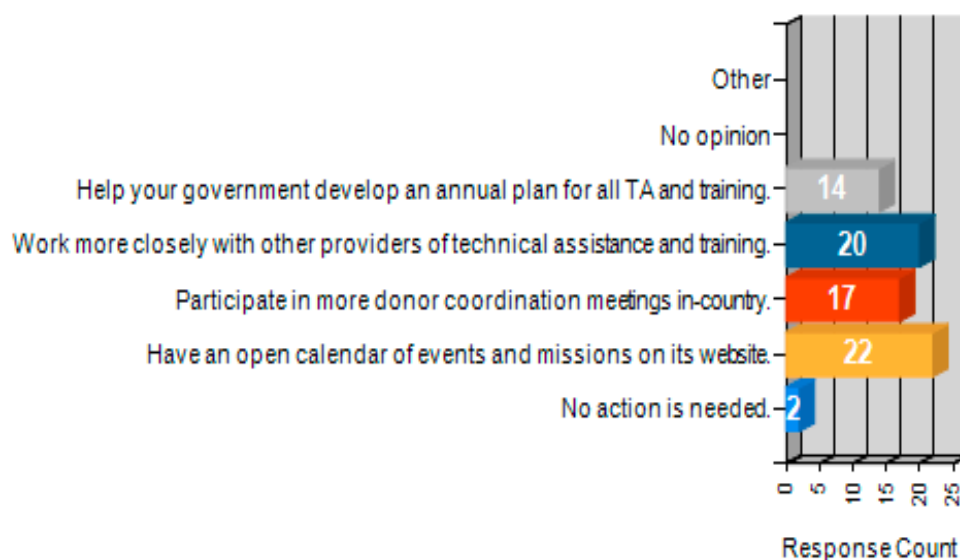 Other
No opinion
Help your government develop an annual plan for all TA and training.
14
Work more closely with other providers of technical assistance and training.
20
Participate in more donor coordination meetings in-country.
17
Have an open calendar of events and missions on its website.
22
No action is needed.
2
0
5
10
15
20
25
Response Count